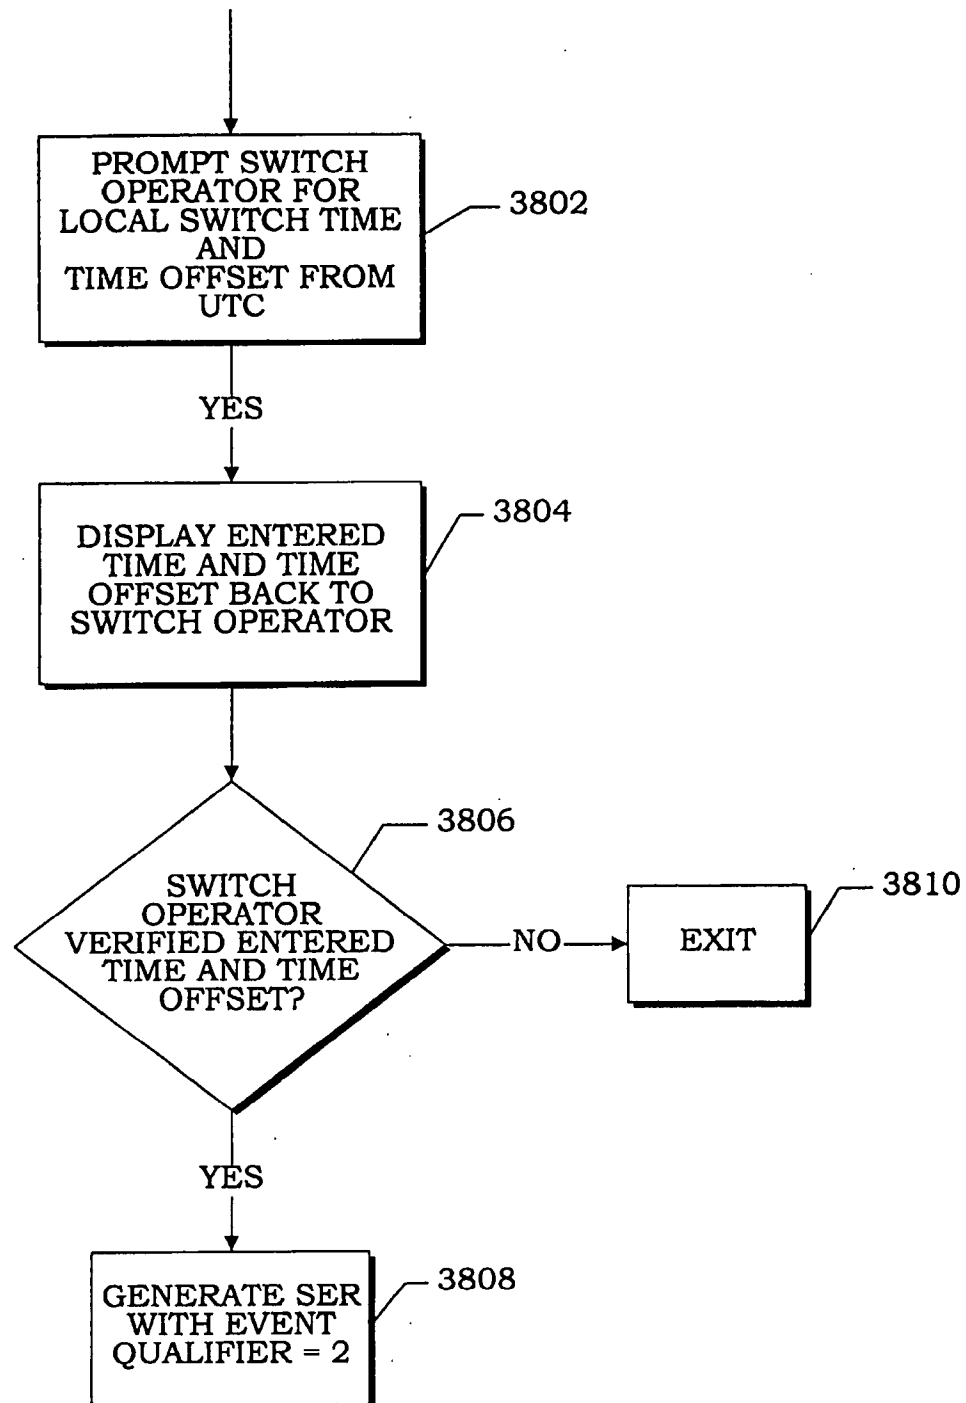 PROMPT SWITCH
OPERATOR FOR
LOCAL SWITCH TIME
AND
TIME OFFSET FROM
UTC
3802
YES
DISPLAY ENTERED
TIME AND TIME
OFFSET BACK TO
SWITCH OPERATOR
3804
SWITCH
OPERATOR
VERIFIED ENTERED
TIME AND TIME
OFFSET?
3806
NO
EXIT
3810
YES
GENERATE SER
WITH EVENT
QUALIFIER = 2
3808